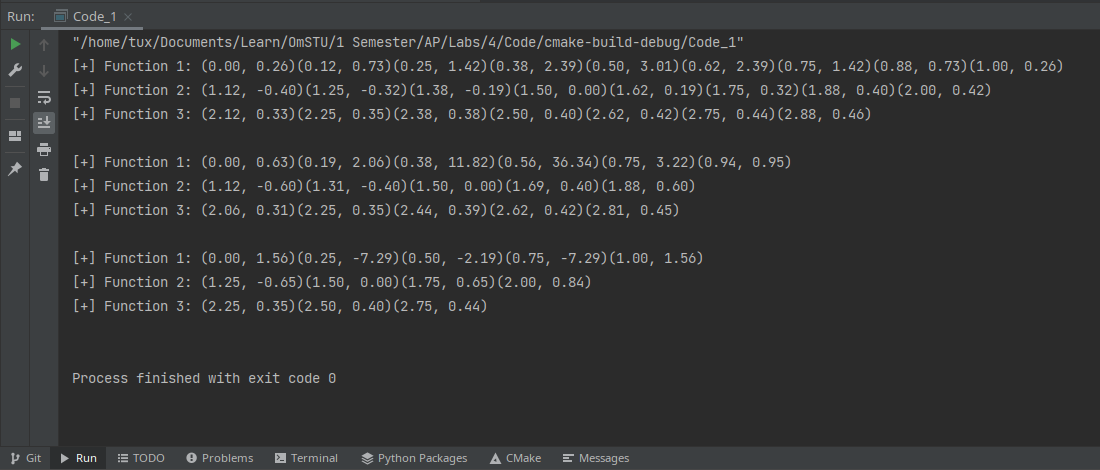 Run: Code_1
"/home/tux/Documents/Learn/OmSTU/1 Semester/AP/Labs/4/Code/cmake-build-debug/Code_1"
[+] Function 1: (0.00, 0.26)(0.12, 0.73)(0.25, 1.42)(0.38, 2.39)(0.50, 3.01)(0.62, 2.39)(0.75, 1.42)(0.88, 0.73)(1.00, 0.26)
[+] Function 2: (1.12, -0.40)(1.25, -0.32)(1.38, -0.19)(1.50, 0.00)(1.62, 0.19)(1.75, 0.32)(1.88, 0.40)(2.00, 0.42)
[+] Function 3: (2.12, 0.33)(2.25, 0.35)(2.38, 0.38)(2.50, 0.40)(2.62, 0.42)(2.75, 0.44)(2.88, 0.46)
[+] Function 1: (0.00, 0.63)(0.19, 2.06)(0.38, 11.82)(0.56, 36.34)(0.75, 3.22)(0.94, 0.95)
[+] Function 2: (1.12, -0.60)(1.31, -0.40)(1.50, 0.00)(1.69, 0.40)(1.88, 0.60)
[+] Function 3: (2.06, 0.31)(2.25, 0.35)(2.44, 0.39)(2.62, 0.42)(2.81, 0.45)
[+] Function 1: (0.00, 1.56)(0.25, -7.29)(0.50, -2.19)(0.75, -7.29)(1.00, 1.56)
[+] Function 2: (1.25, -0.65)(1.50, 0.00)(1.75, 0.65)(2.00, 0.84)
[+] Function 3: (2.25, 0.35)(2.50, 0.40)(2.75, 0.44)
Process finished with exit code 0
Git Run TODO Problems Terminal Python Packages CMake Messages